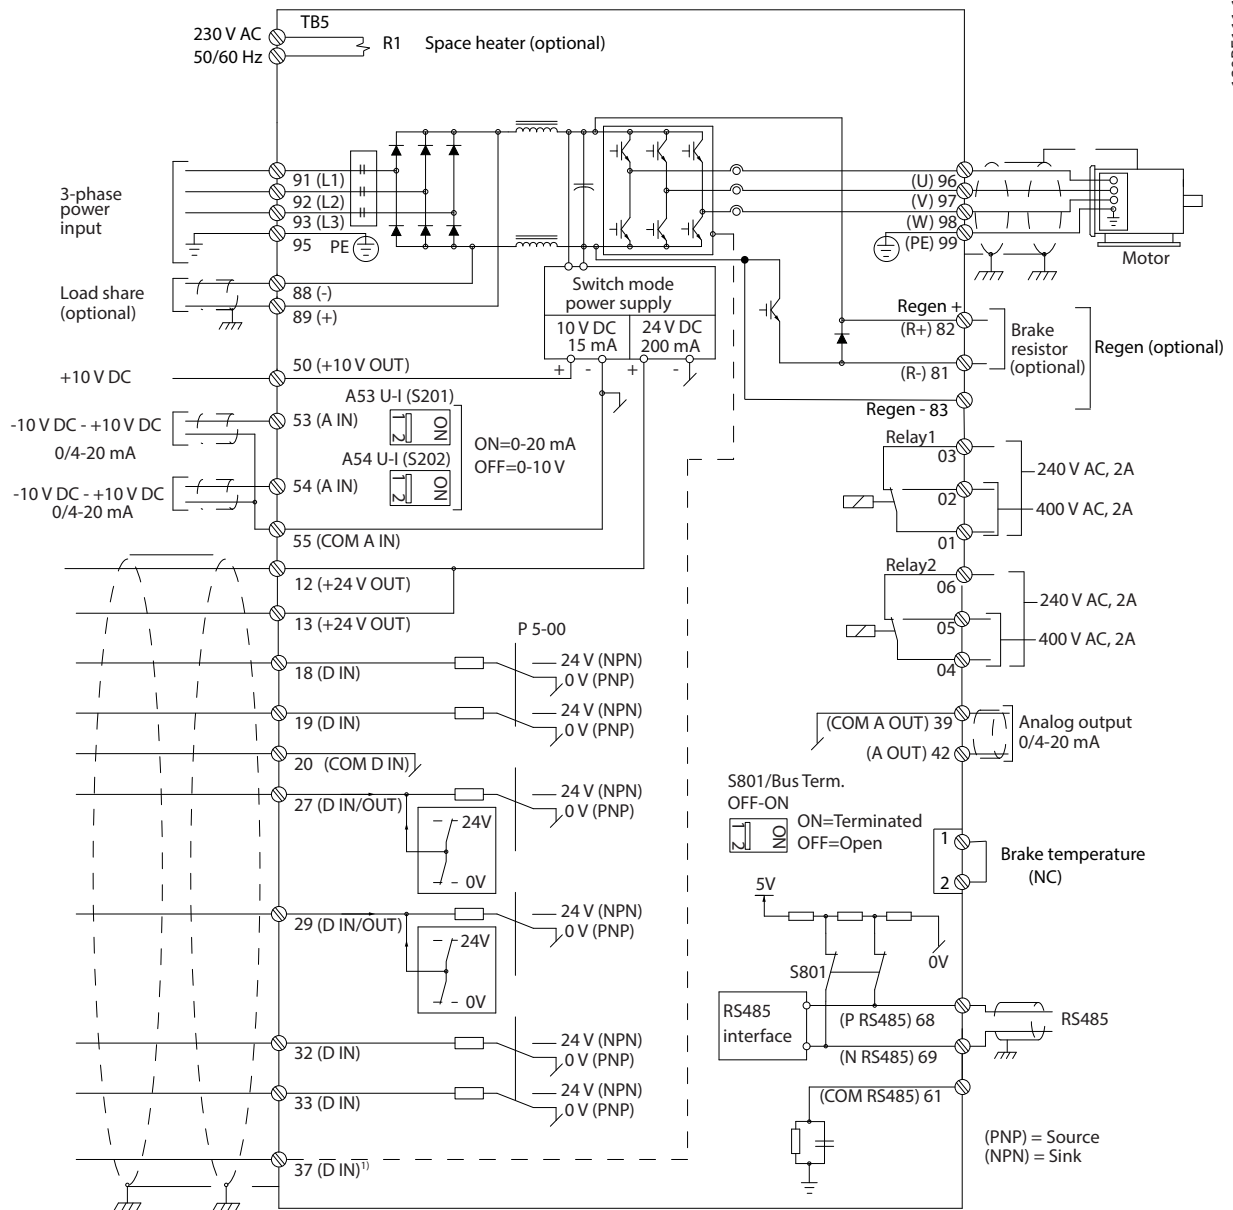 TB5
230 V AC
50/60 Hz
R1
Space heater (optional)
3-phase
power
input
91 (L1)
92 (L2)
93 (L3)
95
PE
(U) 96
(V) 97
(W) 98
(PE) 99
Motor
Load share
(optional)
88 (-)
89 (+)
Switch mode
power supply
10 V DC
15 mA
24 V DC
200 mA
+
-
+
-
Regen +
(R+) 82
Brake
resistor
(optional)
Regen (optional)
(R-) 81
Regen - 83
+10 V DC
50 (+10 V OUT)
A53 U-I (S201)
1 2
ON
-10 V DC - +10 V DC
0/4-20 mA
53 (A IN)
ON=0-20 mA
OFF=0-10 V
A54 U-I (S202)
1 2
ON
-10 V DC - +10 V DC
0/4-20 mA
54 (A IN)
55 (COM A IN)
Relay1
03
240 V AC, 2A
02
400 V AC, 2A
01
12 (+24 V OUT)
13 (+24 V OUT)
Relay2
06
240 V AC, 2A
05
400 V AC, 2A
04
P 5-00
18 (D IN)
24 V (NPN)
0 V (PNP)
19 (D IN)
24 V (NPN)
0 V (PNP)
20 (COM D IN)
27 (D IN/OUT)
24 V (NPN)
0 V (PNP)
24V
0V
29 (D IN/OUT)
24 V (NPN)
0 V (PNP)
24V
0V
32 (D IN)
24 V (NPN)
0 V (PNP)
33 (D IN)
24 V (NPN)
0 V (PNP)
37 (D IN)1)
(COM A OUT) 39
(A OUT) 42
Analog output
0/4-20 mA
S801/Bus Term.
OFF-ON
1 2
ON
ON=Terminated
OFF=Open
1
2
Brake temperature
(NC)
5V
0V
S801
RS485
interface
(P RS485) 68
(N RS485) 69
RS485
(COM RS485) 61
(PNP) = Source
(NPN) = Sink